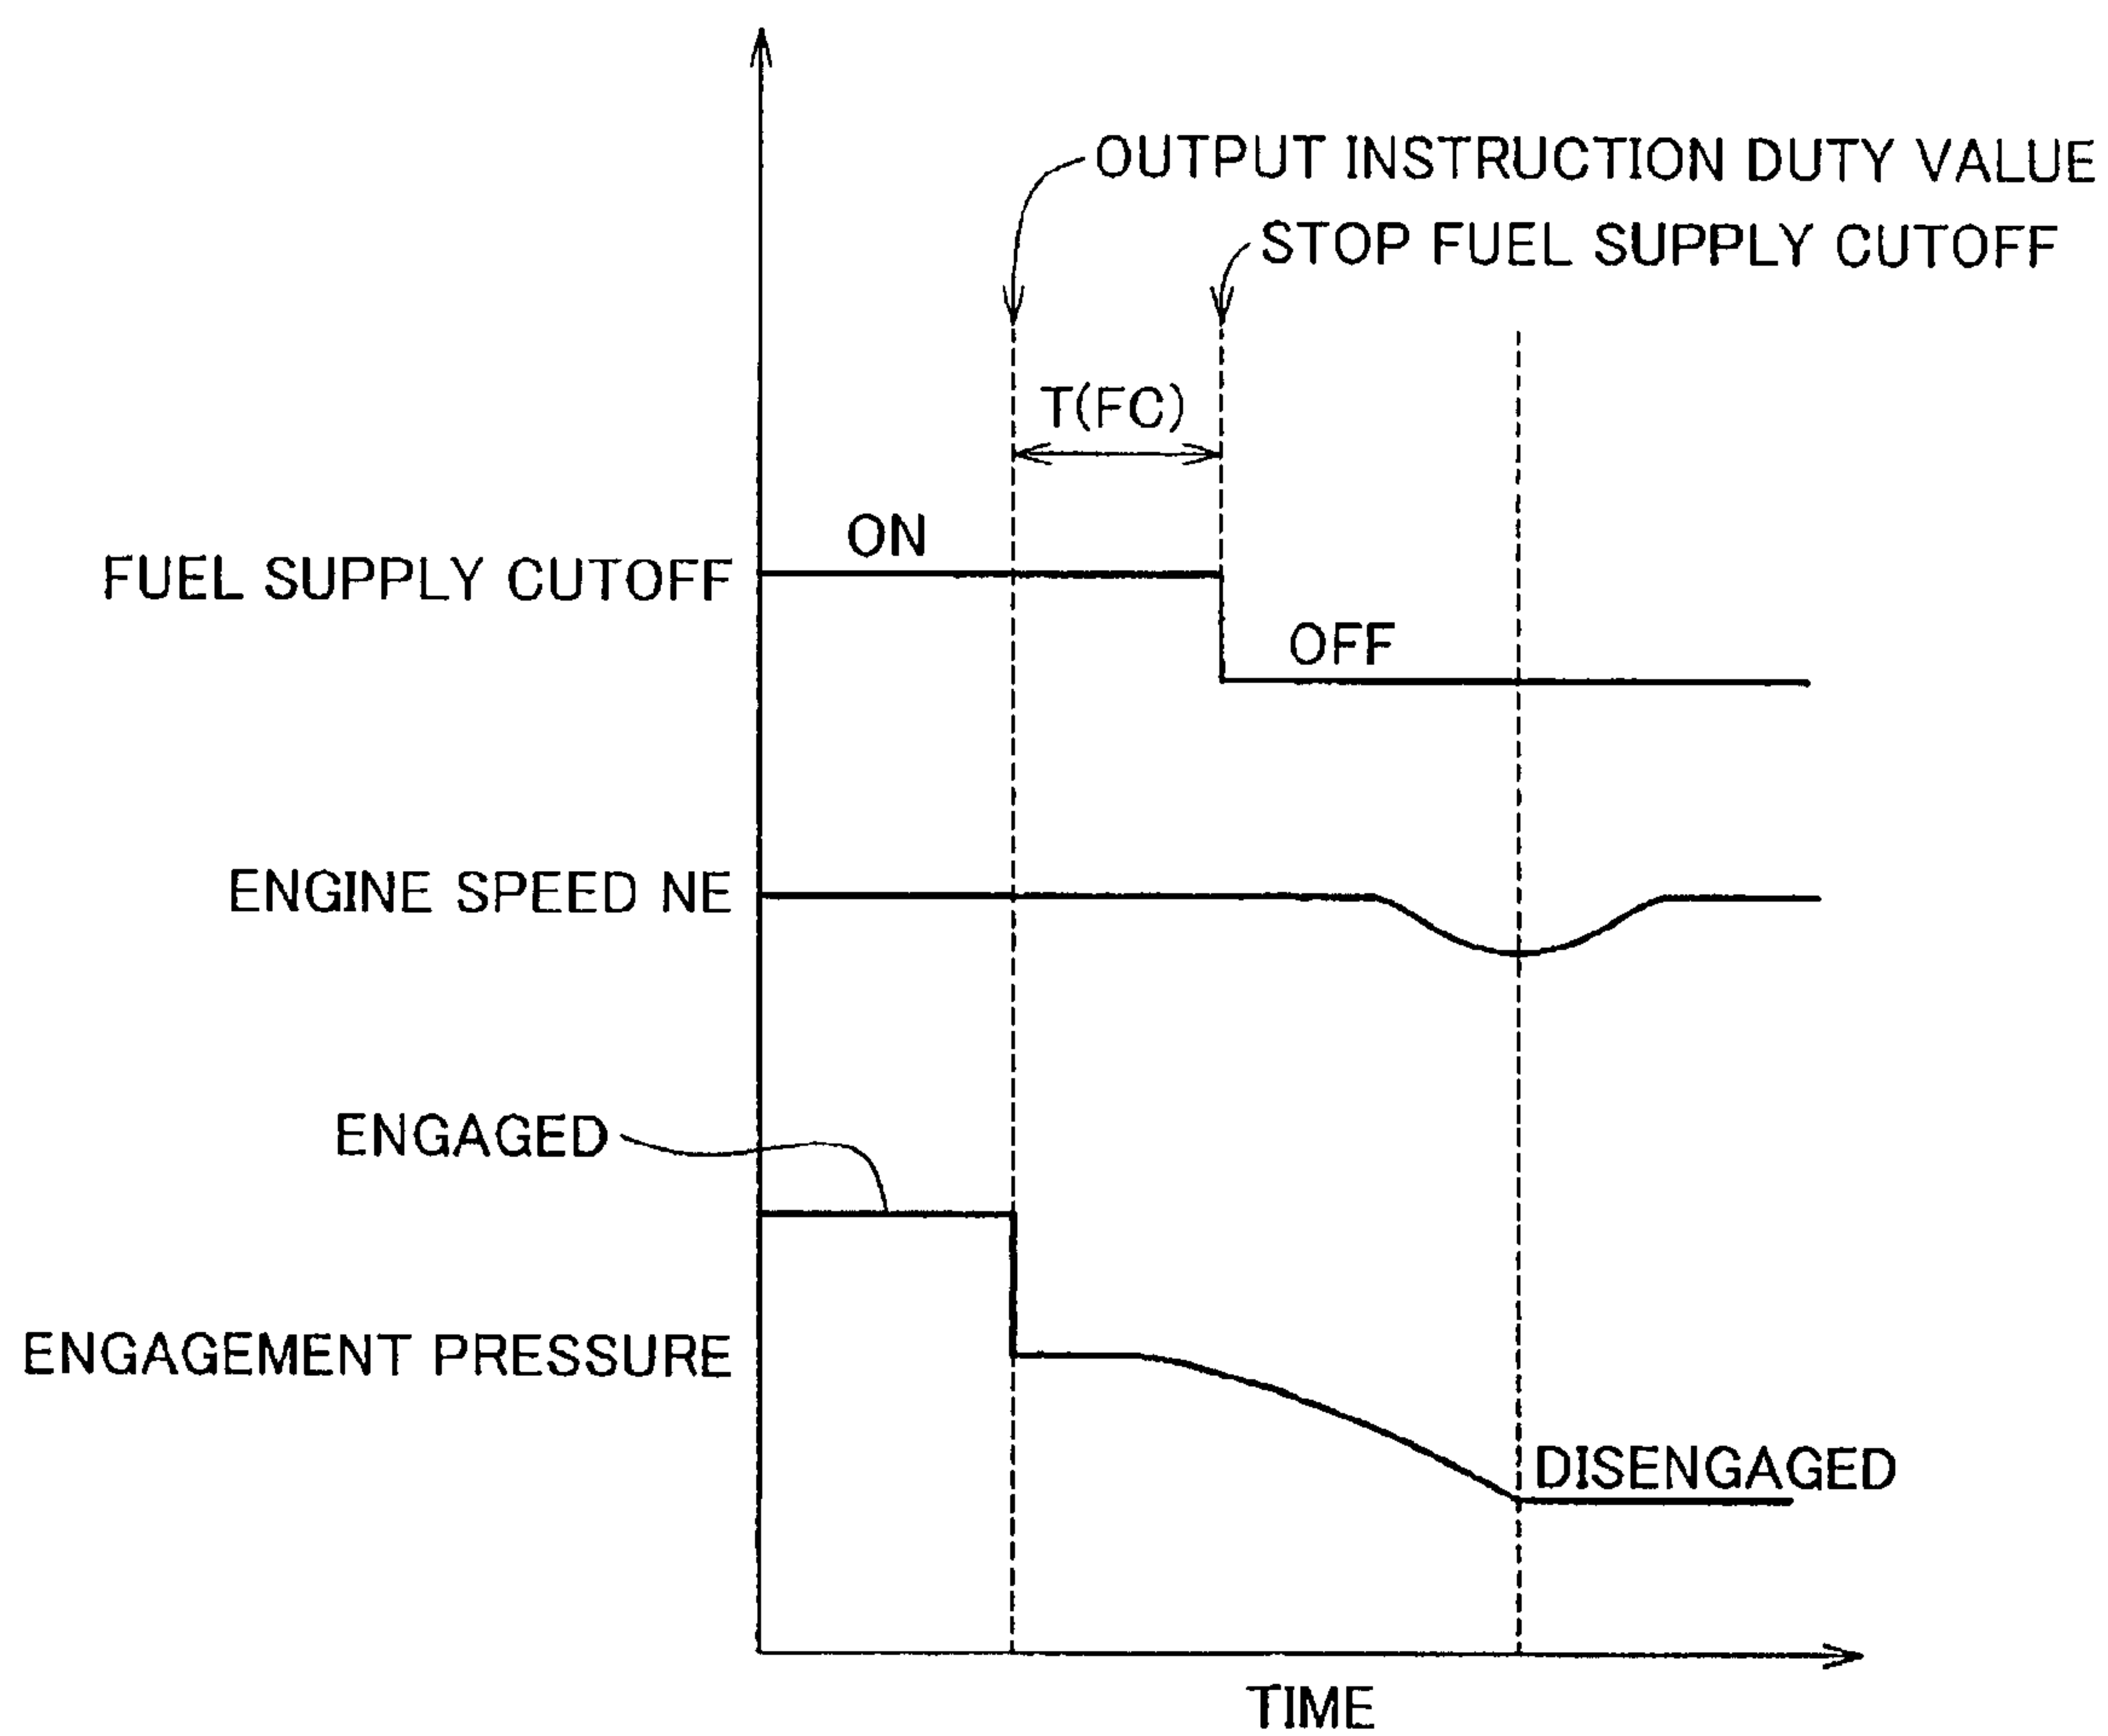 OUTPUT INSTRUCTION DUTY VALUE
STOP FUEL SUPPLY CUTOFF
T(FC)
ON
FUEL SUPPLY CUTOFF
OFF
ENGINE SPEED NE
ENGAGED
ENGAGEMENT PRESSURE
DISENGAGED
TIME